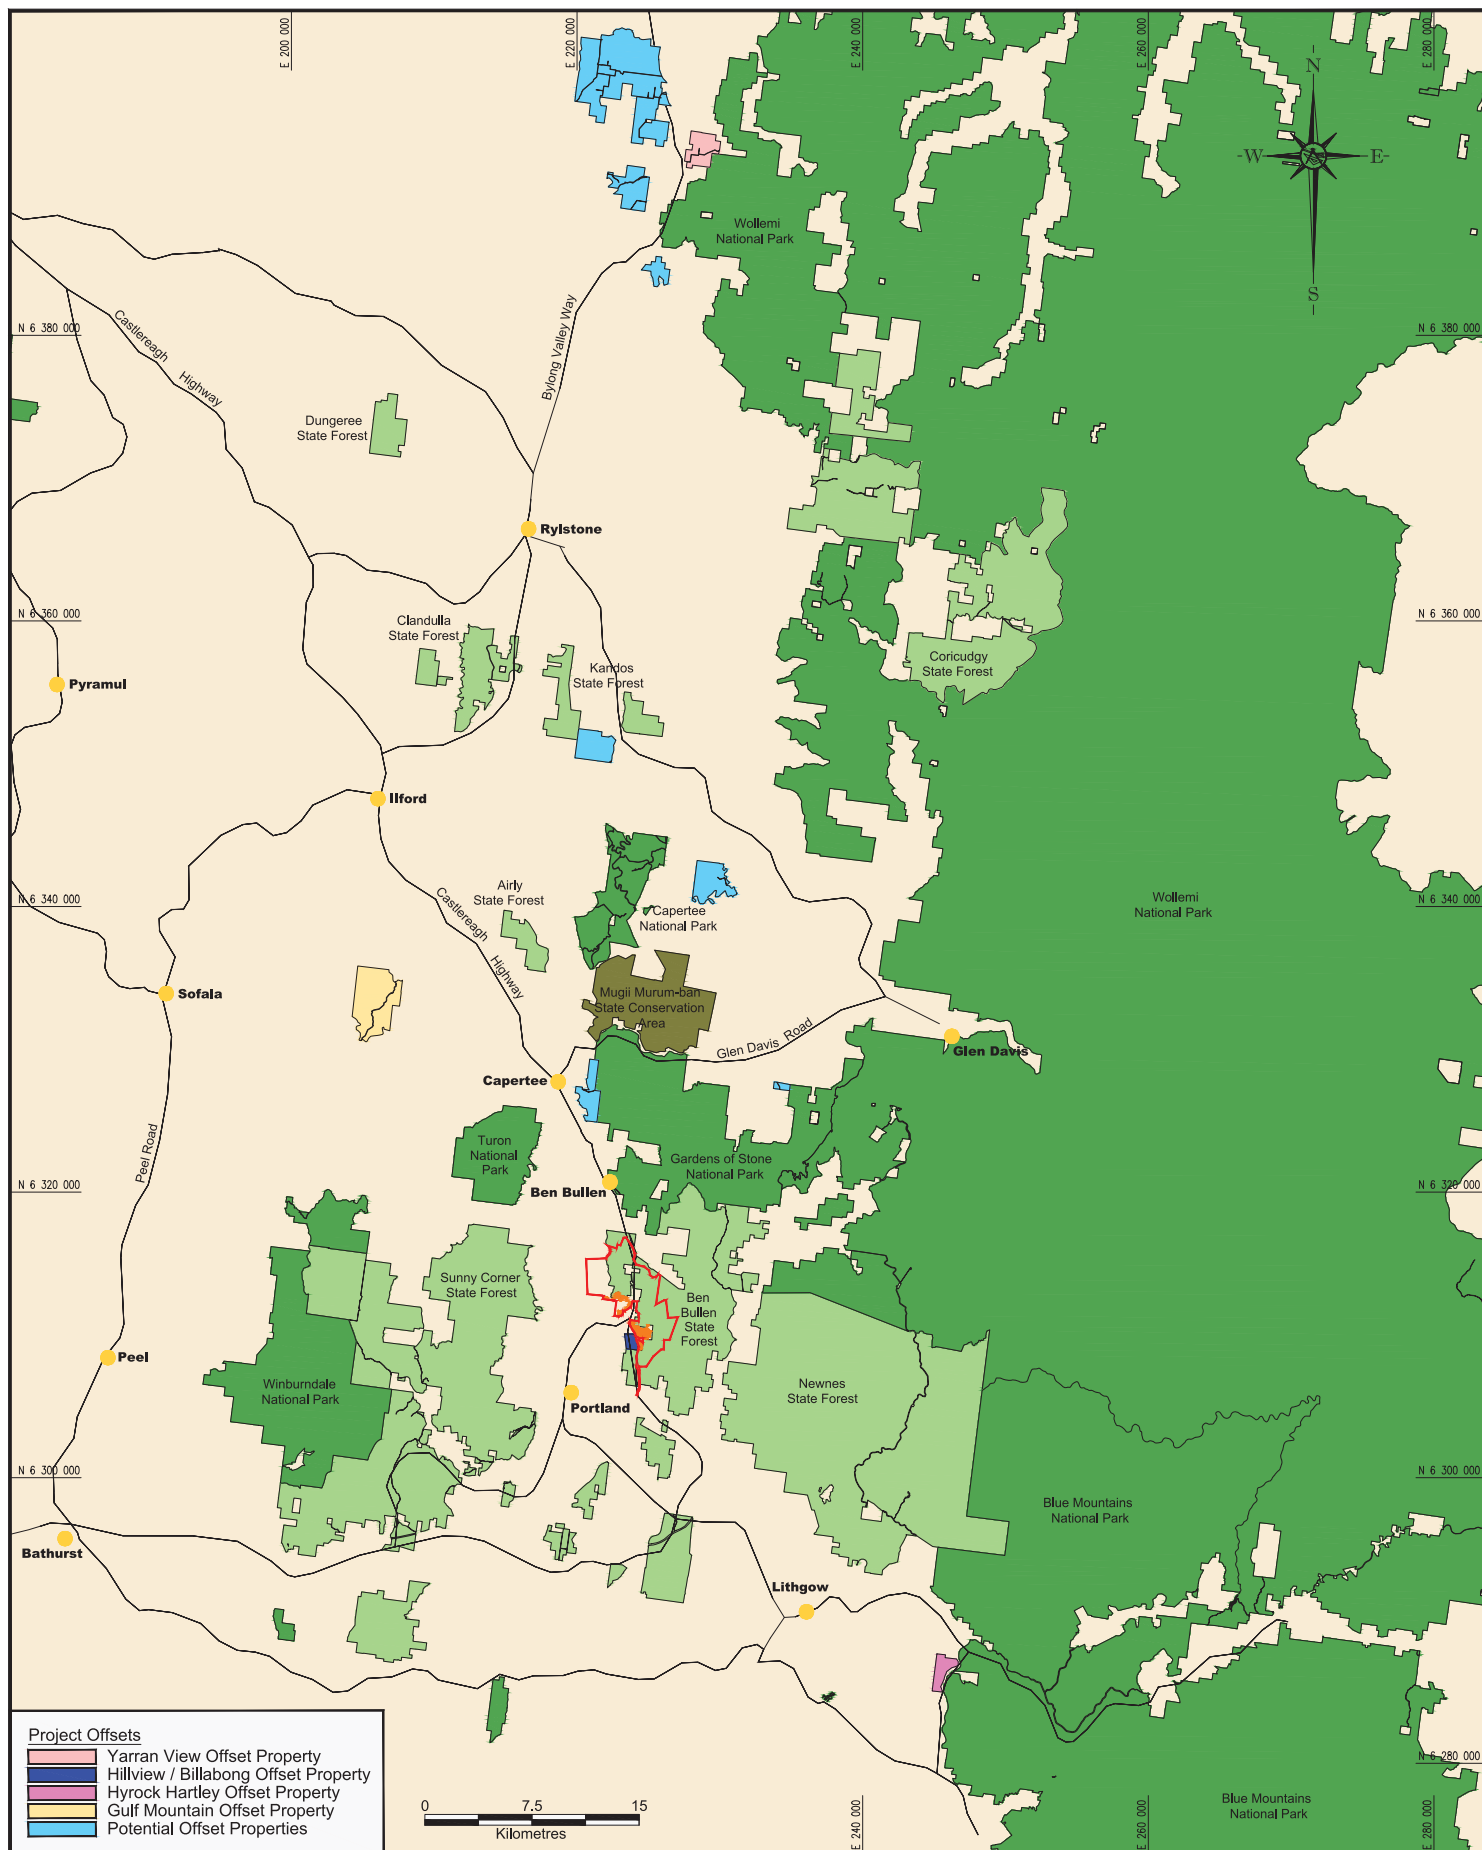 E 200 000
E 220 000
E 240 000
E 260 000
E 280 000
N
W
E
S
Wollemi
National Park
N 6 380 000
N 6 380 000
Castlereagh
Highway
Bylong Valley Way
Dungeree
State Forest
Rylstone
N 6 360 000
N 6 360 000
Clandulla
State Forest
Kandos
State Forest
Coricudgy
State Forest
Pyramul
Ilford
Airly
State Forest
Castlereagh
Highway
Capertee
National Park
Wollemi
National Park
N 6 340 000
N 6 340 000
Sofala
Mugii Murum-ban
State Conservation
Area
Glen Davis Road
Glen Davis
Capertee
Peel Road
Turon
National
Park
Gardens of Stone
National Park
Ben Bullen
N 6 320 000
N 6 320 000
Sunny Corner
State Forest
Ben
Bullen
State
Forest
Peel
Winburndale
National Park
Portland
Newnes
State Forest
N 6 300 000
N 6 300 000
Blue Mountains
National Park
Bathurst
Lithgow
N 6 280 000
Blue Mountains
National Park
Project Offsets
Yarran View Offset Property
Hillview / Billabong Offset Property
Hyrock Hartley Offset Property
Gulf Mountain Offset Property
Potential Offset Properties
0 7.5 15
Kilometres
E 240 000
E 260 000
E 280 000